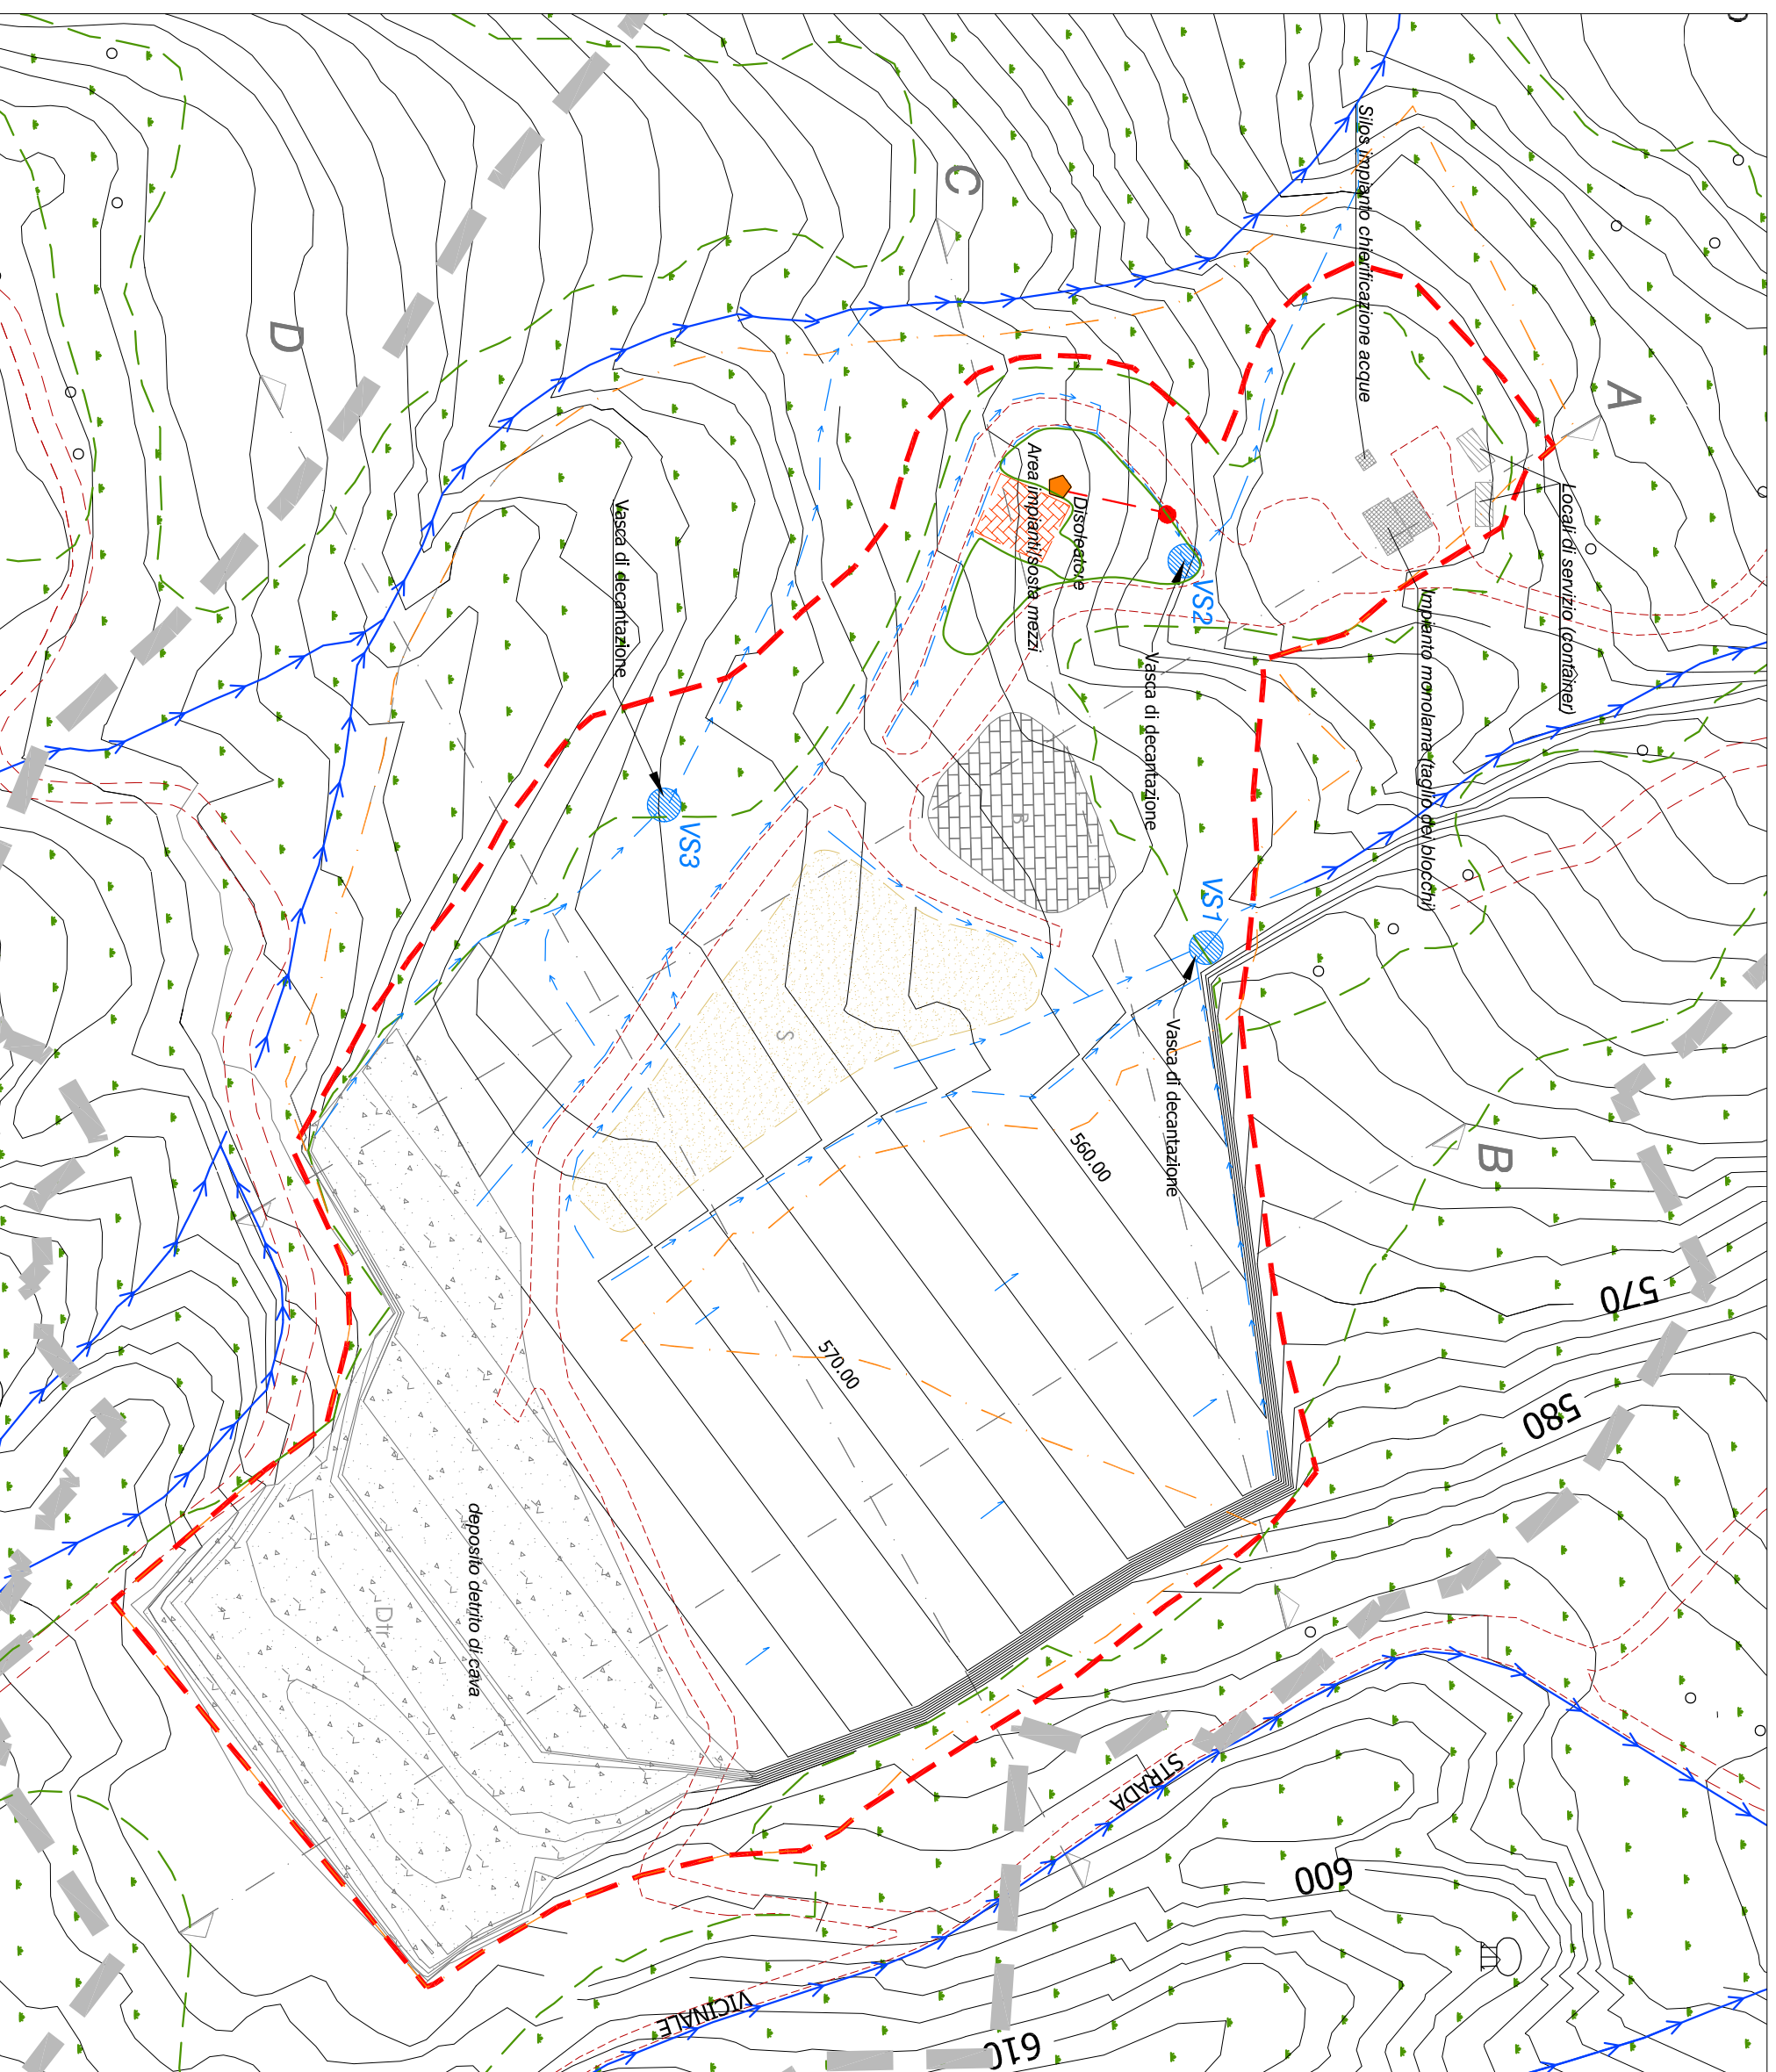 Silos impianto chiarificazione acque
A
C
D
Locali di servizio (container)
Area impianti/sosta mezzi
Disoleatore
VS2
Impianto monolama (taglio dei blocchi)
Vasca di decantazione
Vasca di decantazione
B
VS3
VS1
Vasca di decantazione
S
560.00
B
570
570.00
580
deposito detrito di cava
Dtr
STRADA
600
VICINALE
610